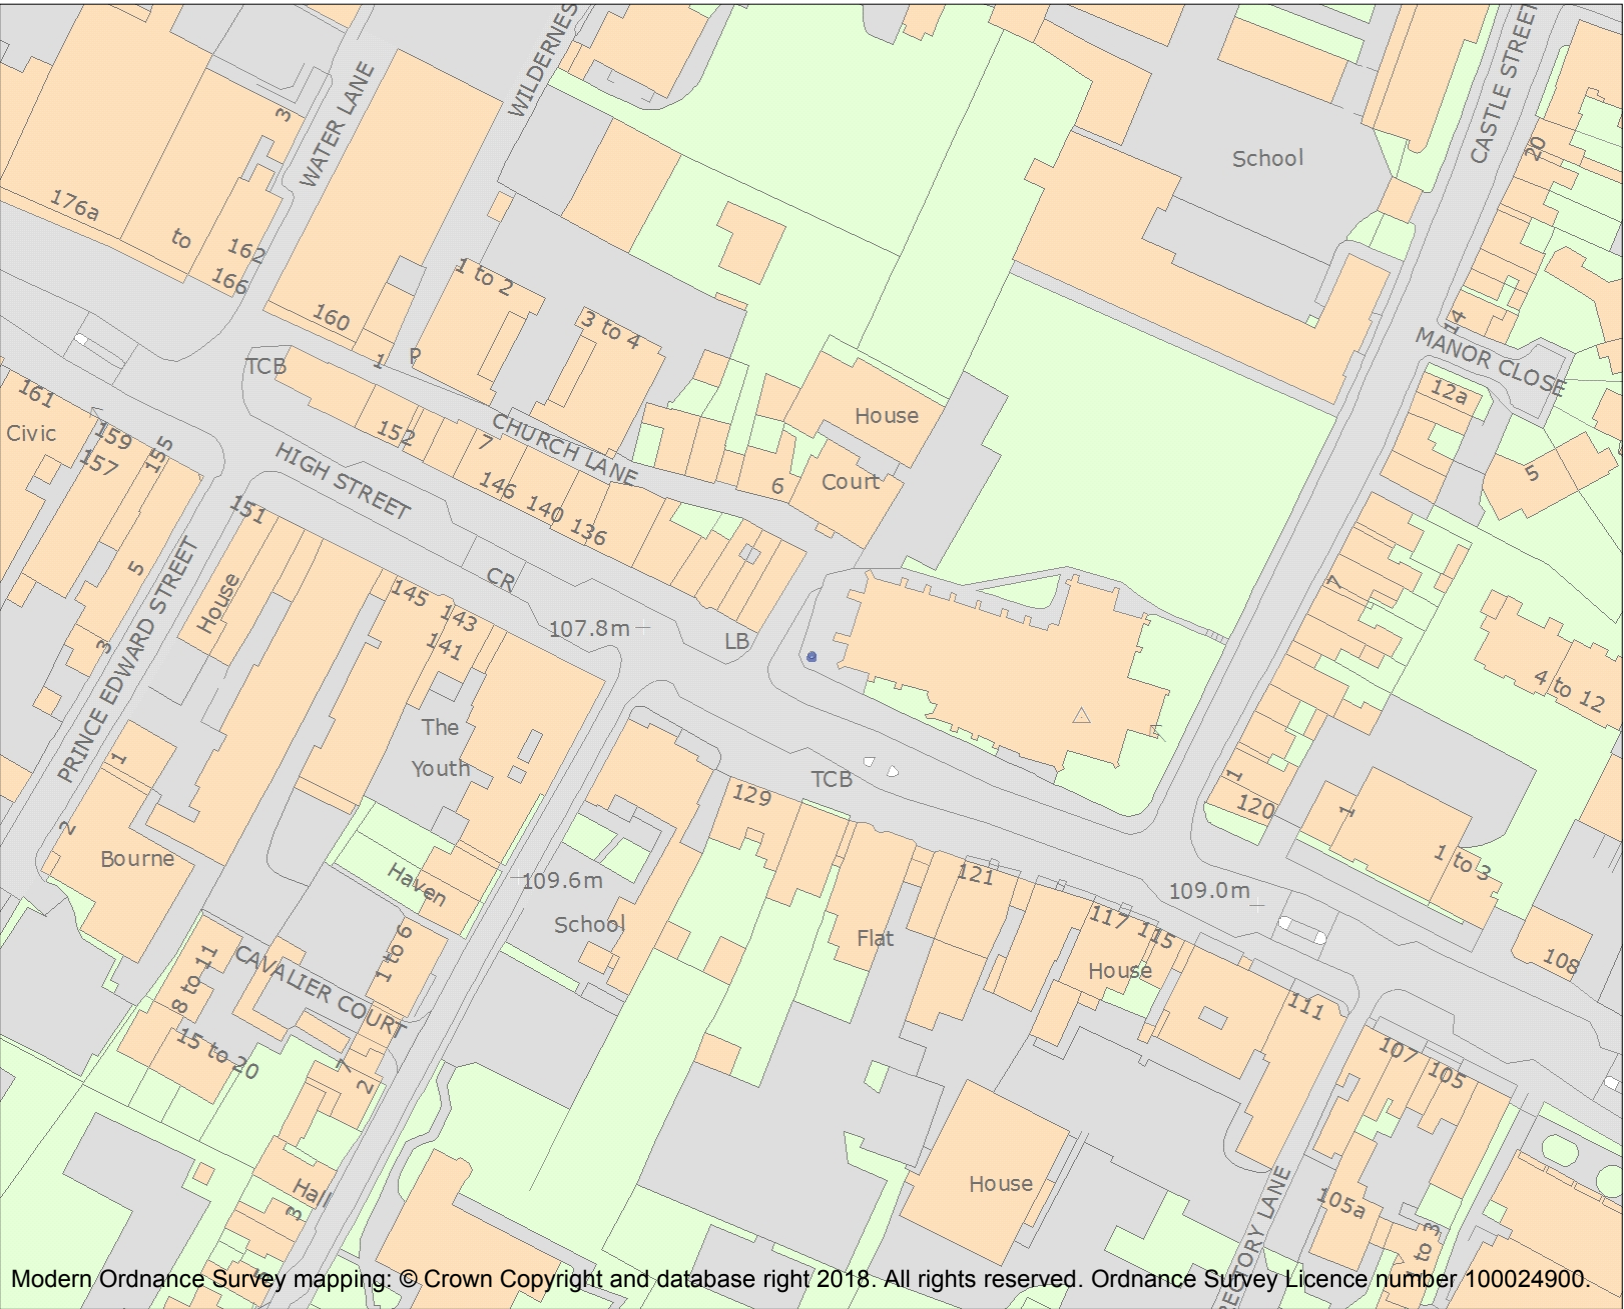 WILDERNES
CASTLE STREET
WATER LANE
3
School
20
176a
to
162
166
1 to 2
160
3 to 4
14
MANOR CLOSE
TCB
1
P
161
12a
Civic
159
157
155
152
7
CHURCH LANE
House
HIGH STREET
146
140
136
6
Court
5
151
PRINCE EDWARD STREET
5
House
CR
145
143
141
107.8m
LB
7
3
4 to 12
The
Youth
1
TCB
129
1
120
1
2
Bourne
1 to 3
Haven
109.6m
121
109.0m
School
Flat
117
115
House
108
1 to 6
8 to 11
CAVALIER COURT
15 to 20
111
107
105
7
2
Hall
3
House
105a
RECTORY LANE
to 3
Modern Ordnance Survey mapping: © Crown Copyright and database right 2018. All rights reserved. Ordnance Survey Licence number 100024900.